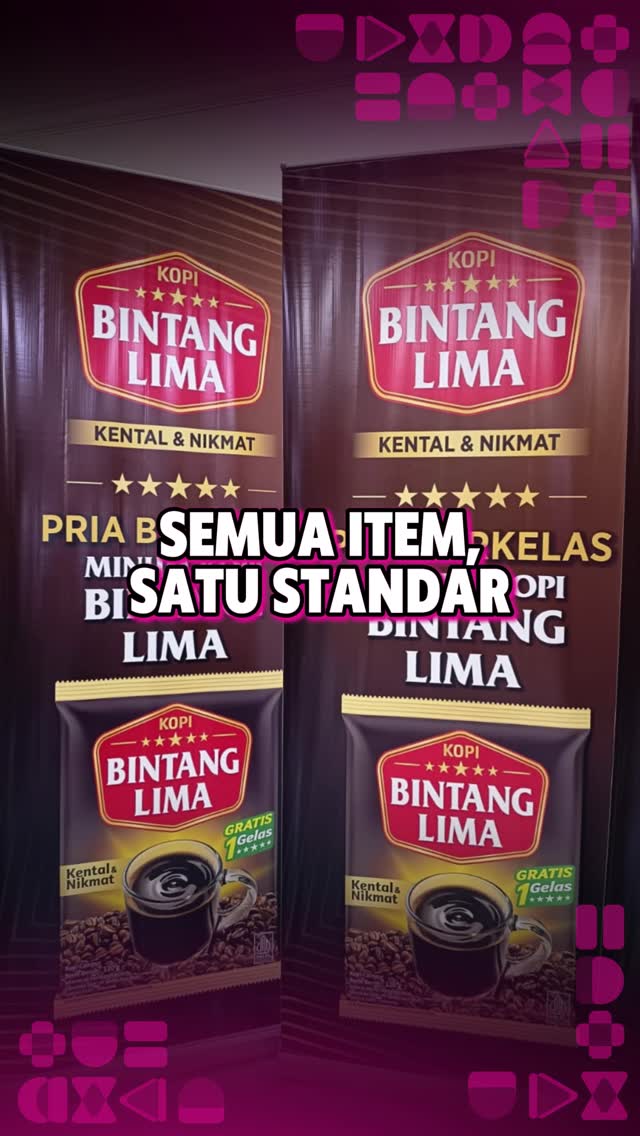 KOPI
BINTANG
LIMA
KENTAL & NIKMAT
PRIA
LIMA
KOPI
BINTANG
LIMA
GRATIS
1 Gelas
Kental &
Nikmat
KOPI
BINTANG
LIMA
KENTAL & NIKMAT
BINTANG
LIMA
KOPI
BINTANG
LIMA
GRATIS
1 Gelas
Kental &
Nikmat
SEMUA ITEM,
SATU STANDAR